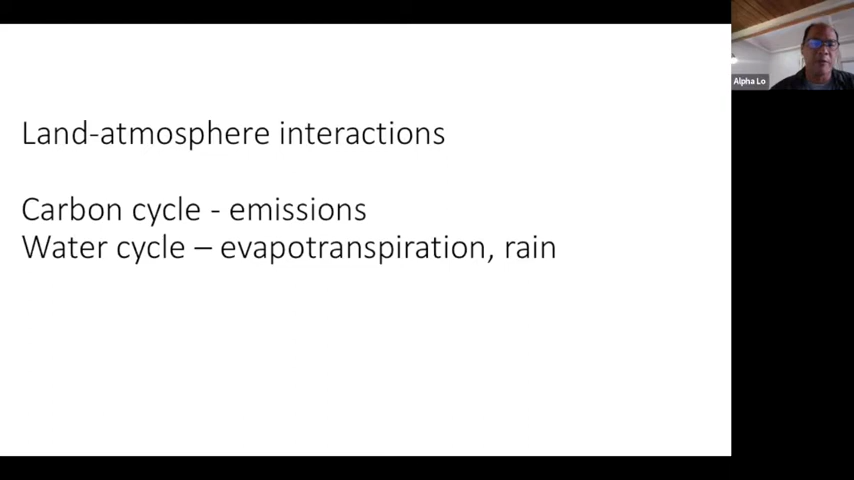 Land-atmosphere interactions
Carbon cycle - emissions
Water cycle – evapotranspiration, rain
Alpha Lo